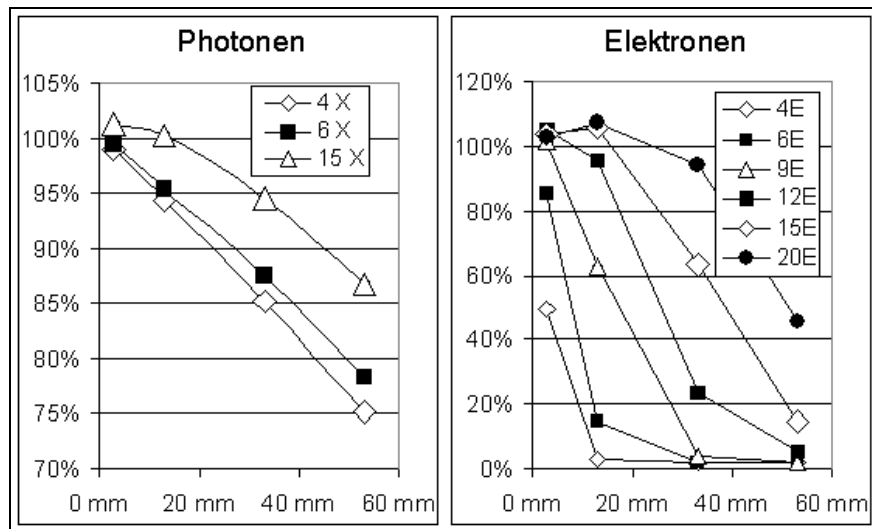 Photonen
105%
100%
95%
90%
85%
80%
75%
70%
0 mm 20 mm 40 mm 60 mm
4 X
6 X
15 X
Elektronen
120%
100%
80%
60%
40%
20%
0%
0 mm 20 mm 40 mm 60 mm
4E
6E
9E
12E
15E
20E